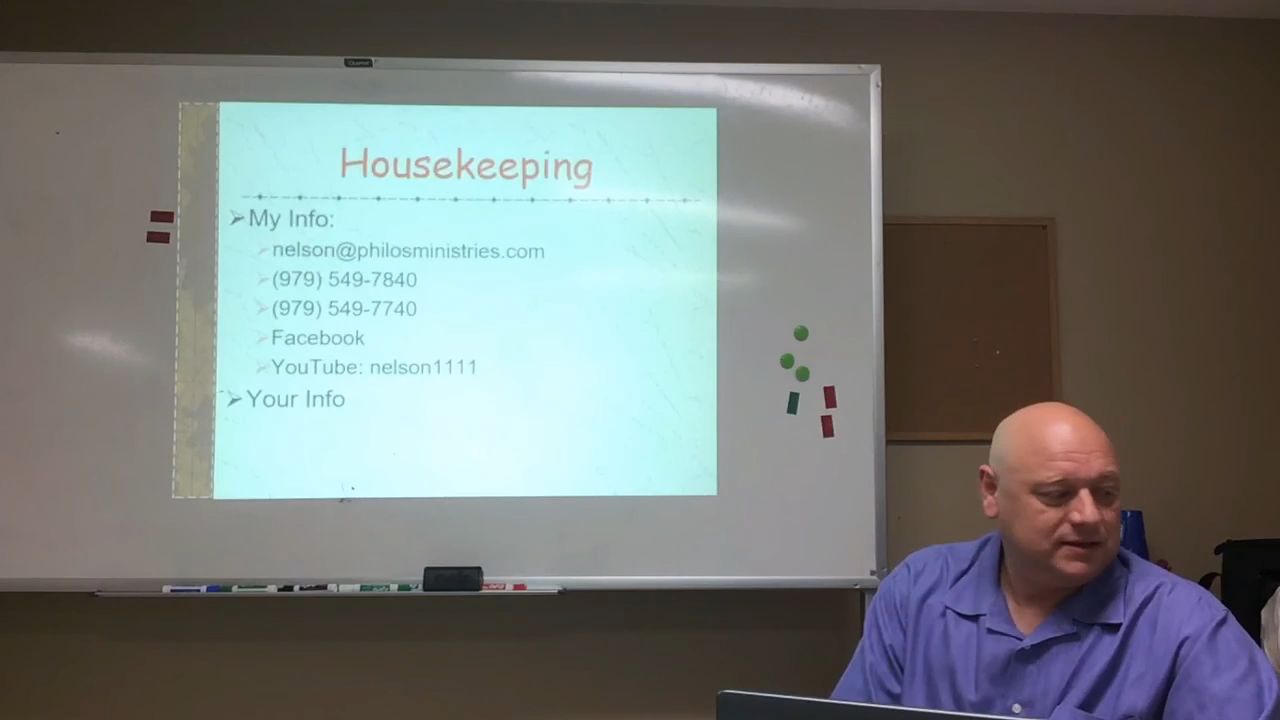 Housekeeping
My Info:
nelson@philosministries.com
(979) 549-7840
(979) 549-7740
Facebook
YouTube: nelson1111
Your Info